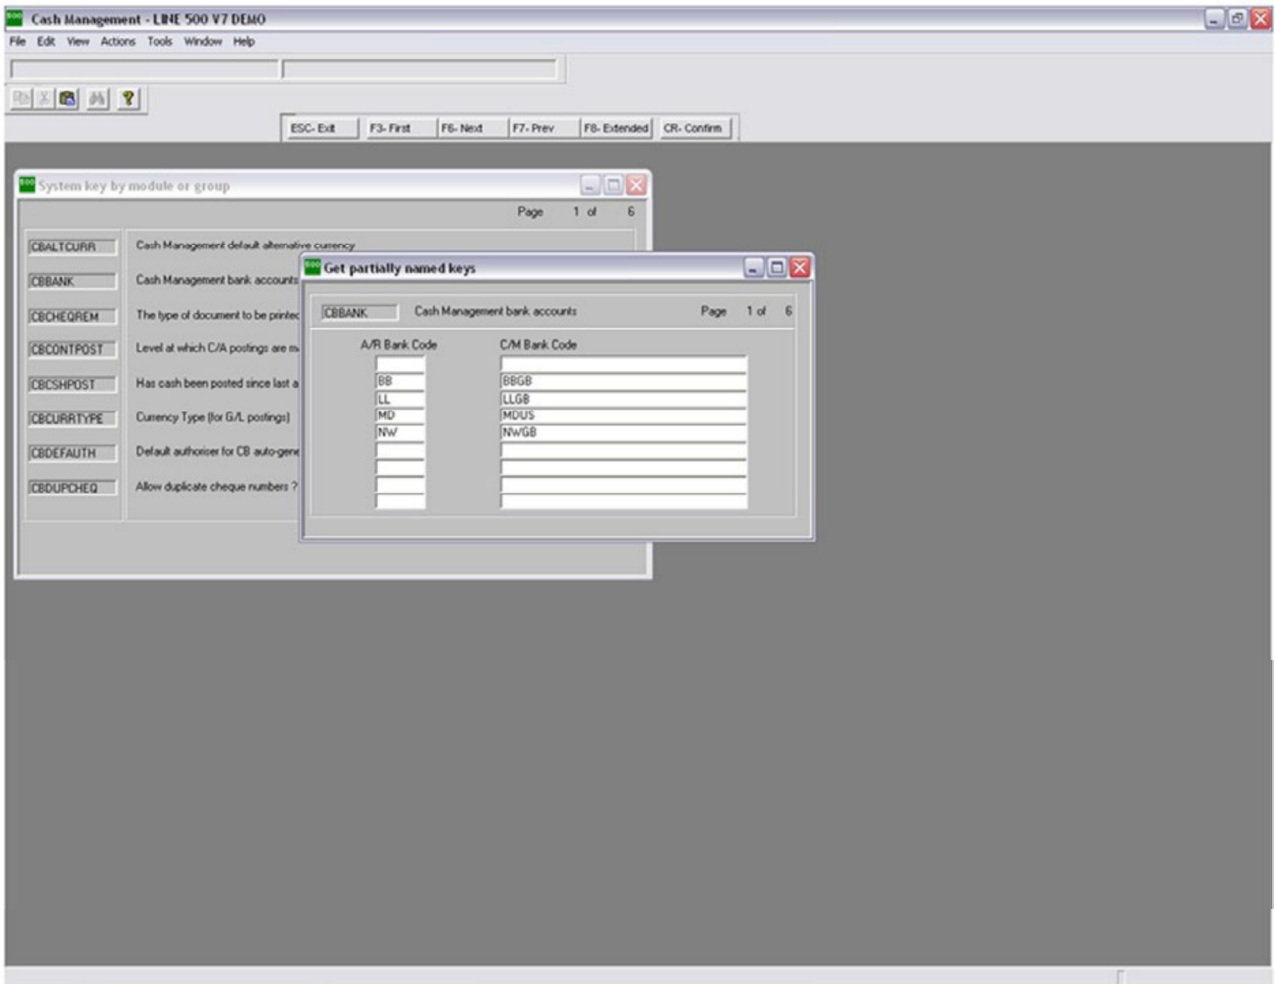 500 Cash Management - LINE 500 V7 DEMO
File Edit View Actions Tools Window Help
ESC- Exit F3- First F6- Next F7- Prev F8- Extended CR- Confirm
500 System key by module or group
Page 1 of 6
CBALTCURR Cash Management default alternative currency
CBBANK Cash Management bank accounts
CBCHEQREM The type of document to be printed
CBCONTPOST Level at which C/A postings are
CBCSHPOST Has cash been posted since last a
CBCURRTYPE Currency Type (for G/L postings)
CBDEFAUTH Default authoriser for CB auto-gene
CBDUPCHEQ Allow duplicate cheque numbers ?
500 Get partially named keys
CBBANK Cash Management bank accounts Page 1 of 6
A/R Bank Code C/M Bank Code
BB BBGB
LL LLGB
MD MDUS
NW NWGB